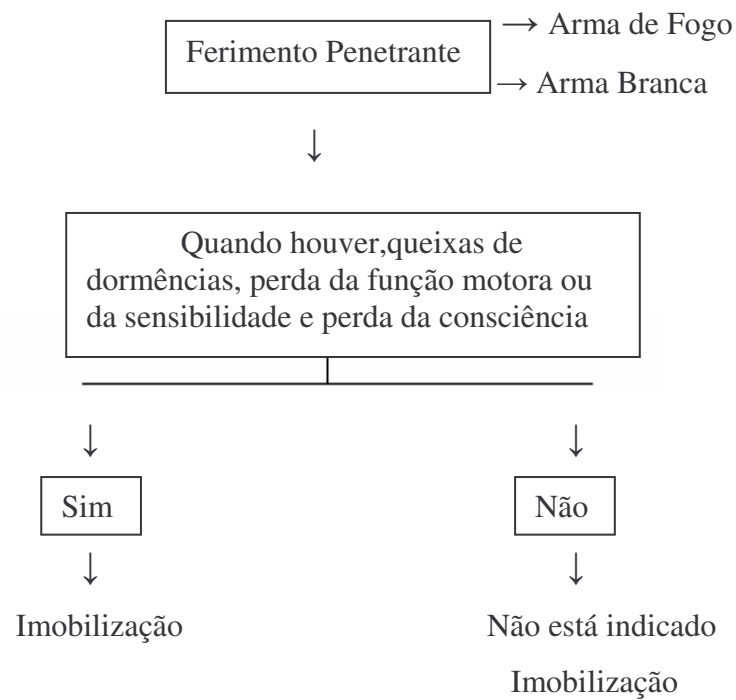 Ferimento Penetrante
→ Arma de Fogo
→ Arma Branca
↓
Quando houver,queixas de
dormências, perda da função motora ou
da sensibilidade e perda da consciência
↓ ↓
Sim Não
↓ ↓
Imobilização Não está indicado
Imobilização